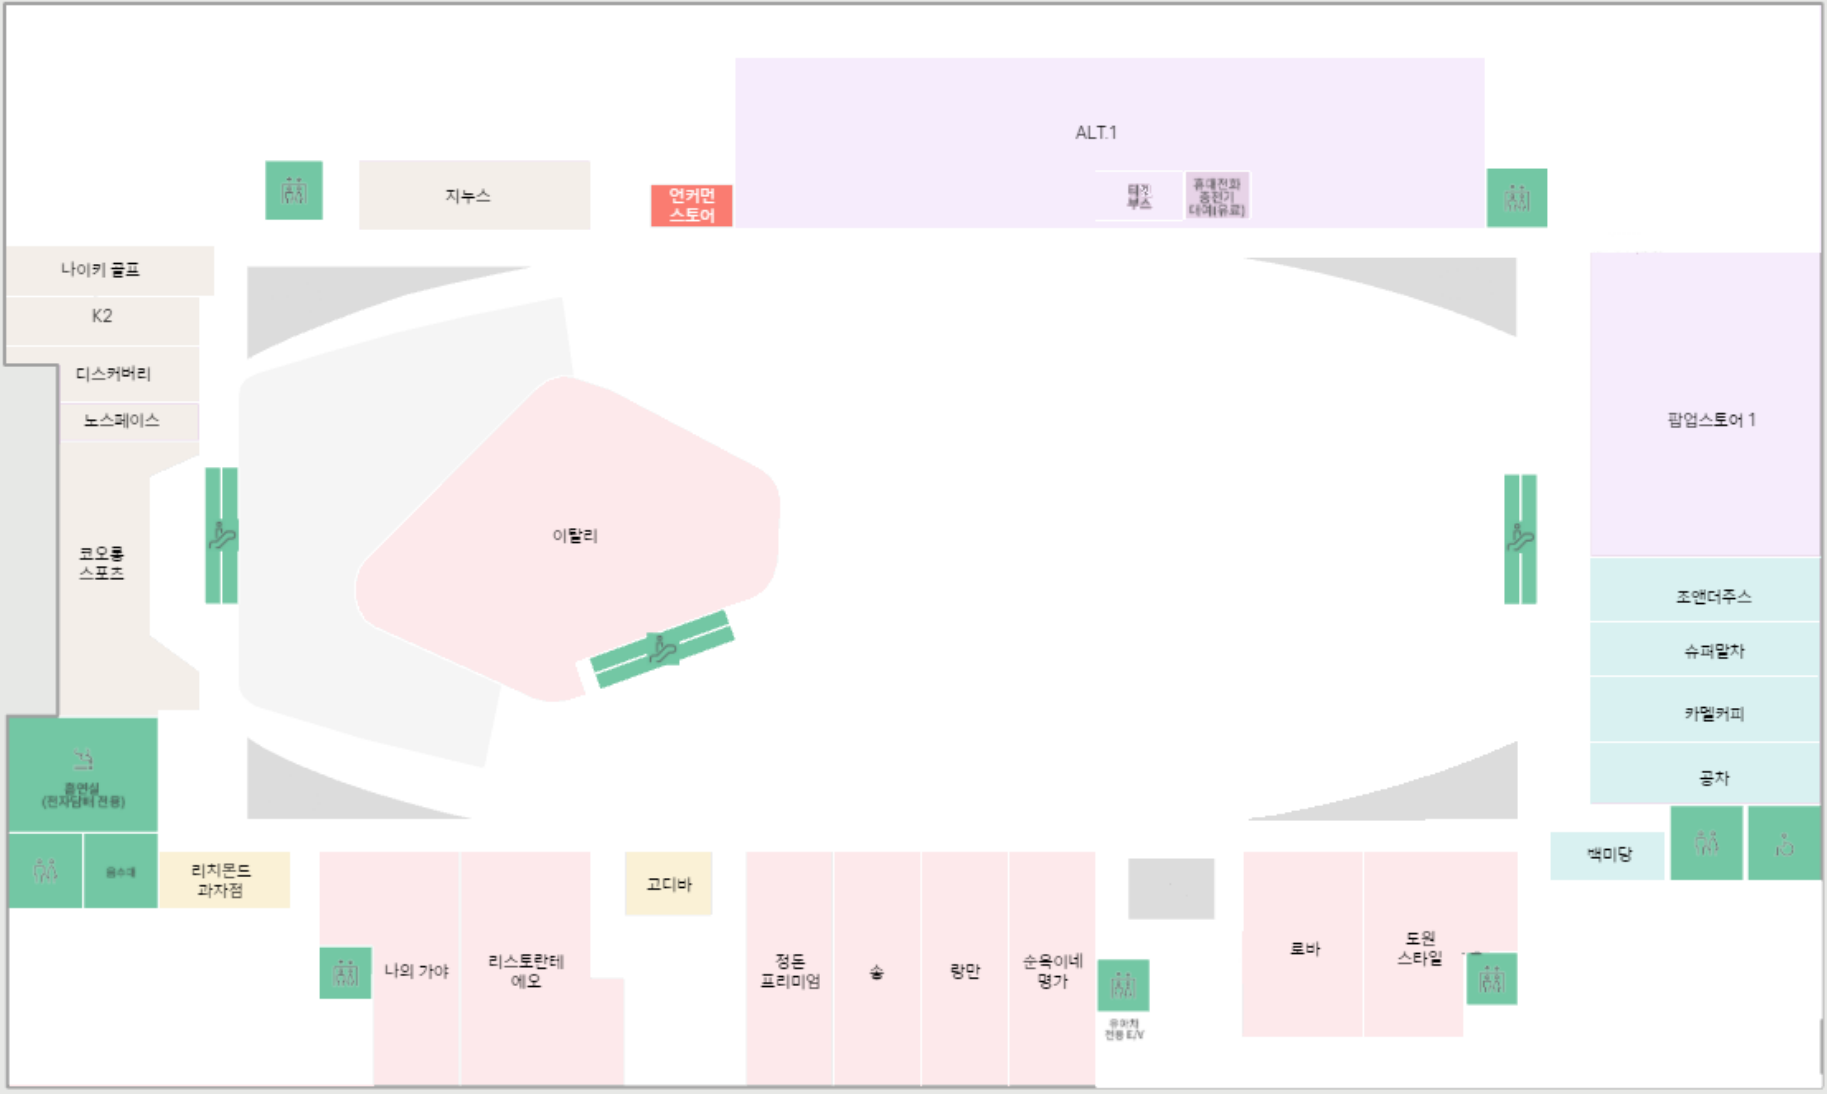 ALT.1
지누스
언커먼
스토어
티켓
부스
휴대전화
충전기
대여(유료)
나이키 골프
K2
디스커버리
노스페이스
팝업스토어 1
이탈리
코오롱
스포츠
조앤더주스
슈퍼말차
카멜커피
공차
흡연실
(전자담배 전용)
음수대
리치몬드
과자점
고디바
백미당
나의 가야
리스토란테
에오
정돈
프리미엄
송
랑만
순옥이네
명가
로바
도원
스타일
유아차
전용 E/V